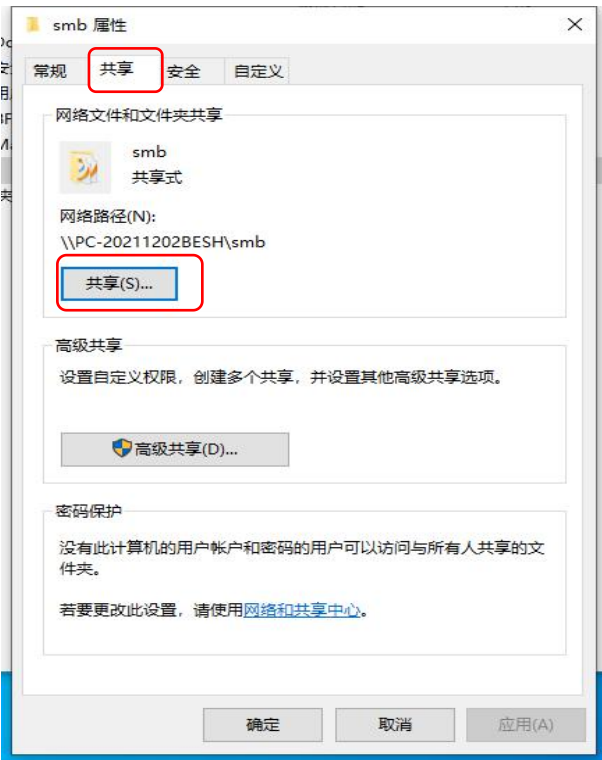 smb 属性
常规 共享 安全 自定义
网络文件和文件夹共享
smb
共享式
网络路径(N):
\\PC-20211202BESH\smb
共享(S)...
高级共享
设置自定义权限，创建多个共享，并设置其他高级共享选项。
高级共享(D)...
密码保护
没有此计算机的用户帐户和密码的用户可以访问与所有人共享的文
件夹。
若要更改此设置，请使用网络和共享中心。
确定 取消 应用(A)